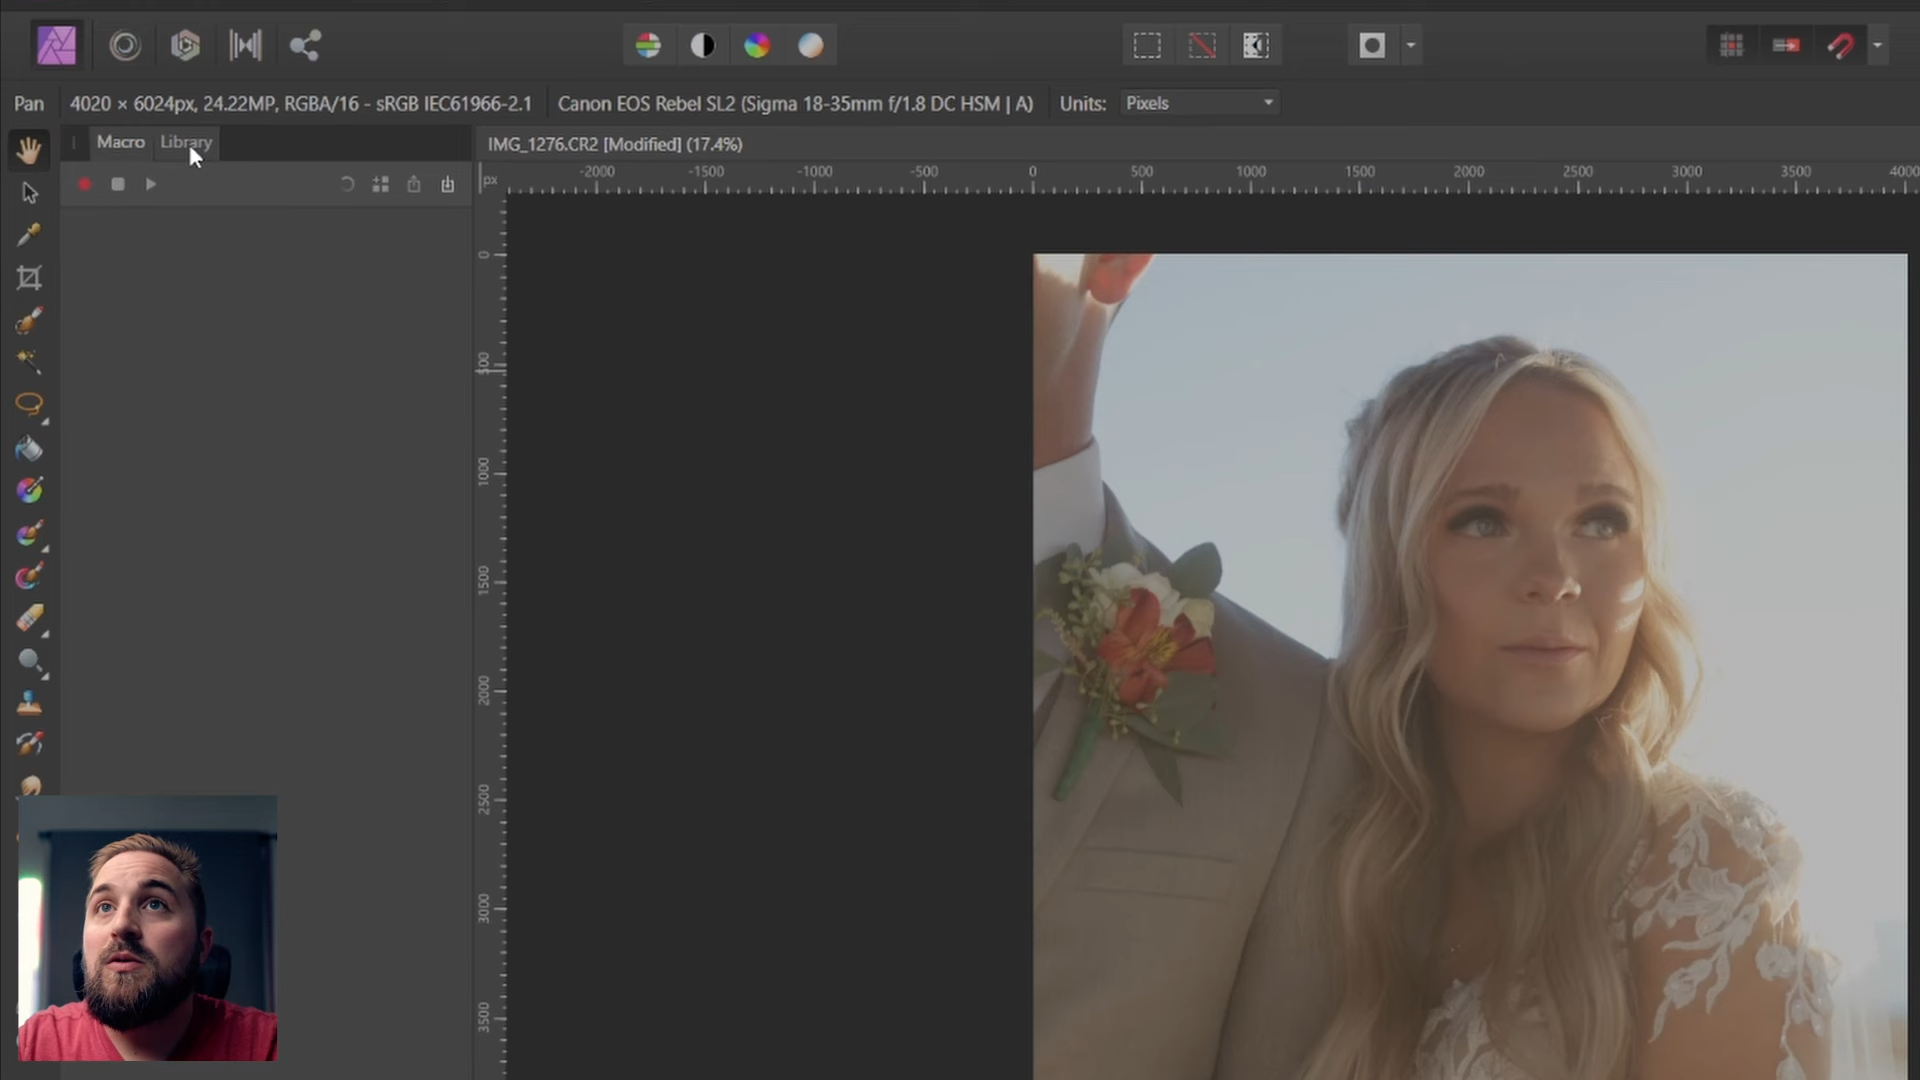 Pan 4020 × 6024px, 24.22MP, RGBA/16 - sRGB IEC61966-2.1 Canon EOS Rebel SL2 (Sigma 18-35mm f/1.8 DC HSM | A) Units: Pixels
Macro Library IMG_1276.CR2 [Modified] (17.4%)
px -2000 -1500 -1000 -500 0 500 1000 1500 2000 2500 3000 3500 4000
0
500
1000
1500
2000
2500
3000
3500